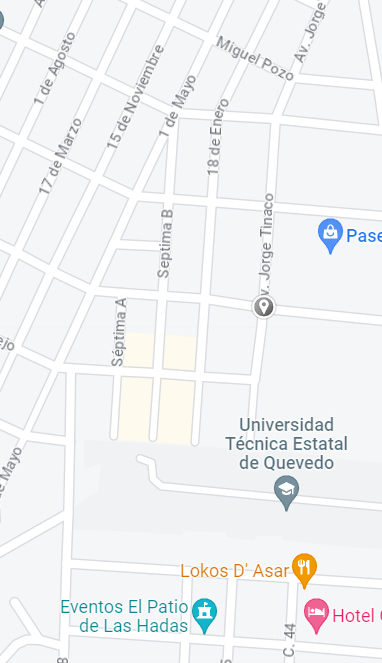 A
1 de Agosto
15 de Noviembre
1 de Mayo
Miguel Pozo
Av. Jorge
18 de Enero
17 de Marzo
Septima B
Av. Jorge Tinaco
Pase
Séptima A
de Mayo
Universidad
Técnica Estatal
de Quevedo
Lokos D' Asar
Eventos El Patio
de Las Hadas
C. 44
Hotel
B